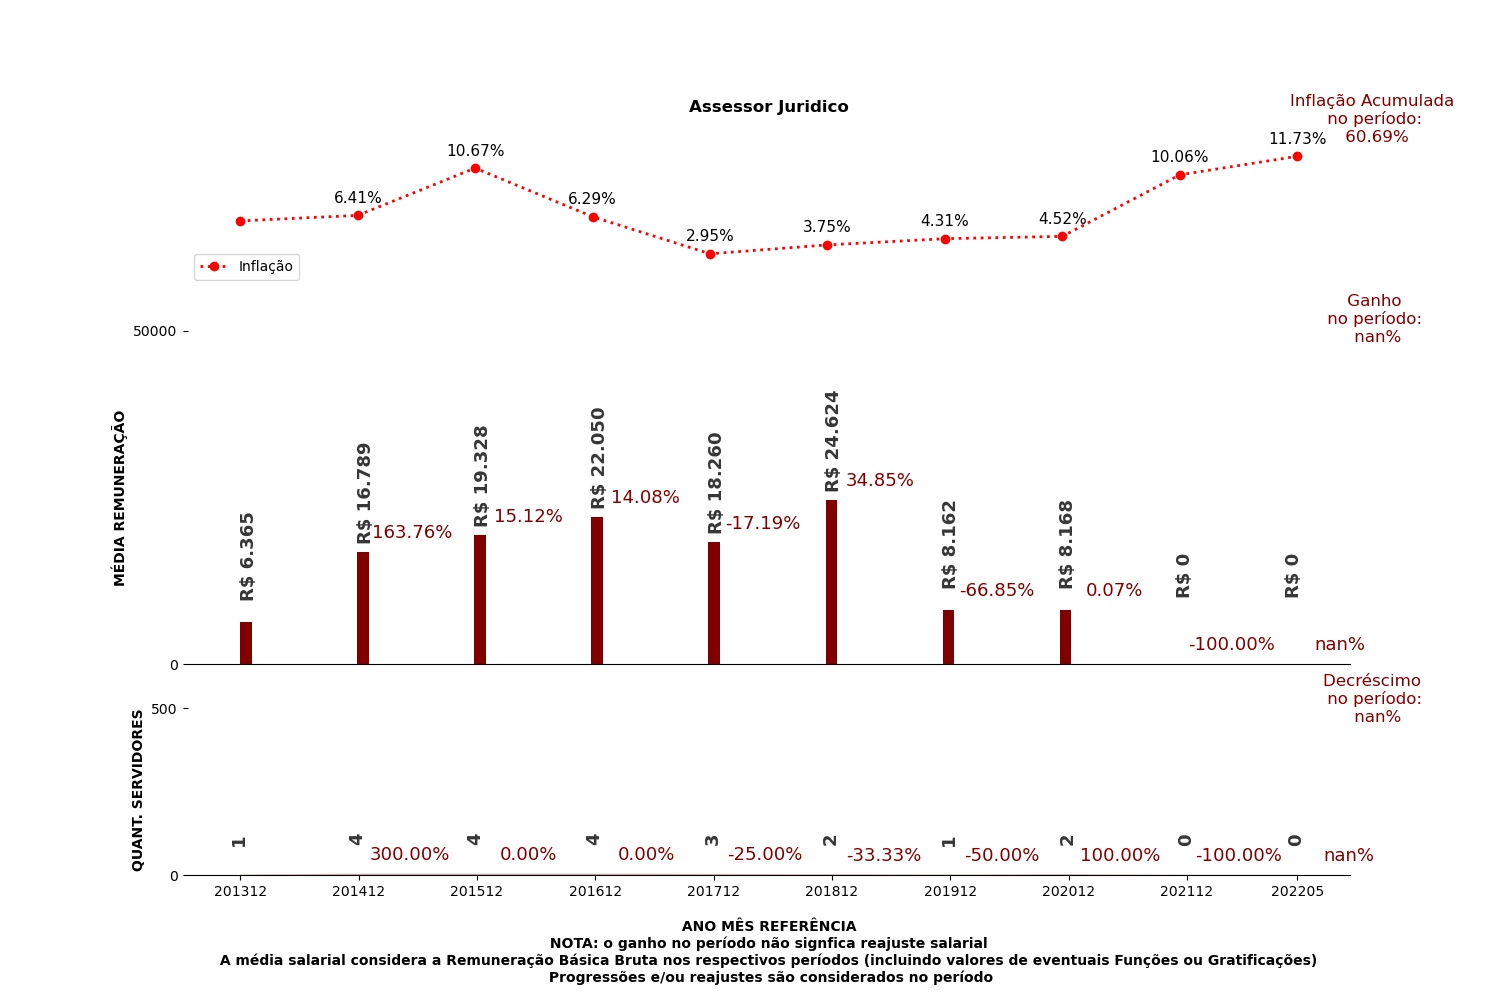 Assessor Juridico
Inflação Acumulada
no período:
60.69%
6.41%
10.67%
6.29%
2.95%
3.75%
4.31%
4.52%
10.06%
11.73%
Inflação
Ganho
no período:
nan%
MÉDIA REMUNERAÇÃO
50000
0
R$ 6.365
R$ 16.789
R$ 19.328
R$ 22.050
R$ 18.260
R$ 24.624
R$ 8.162
R$ 8.168
R$ 0
R$ 0
163.76%
15.12%
14.08%
-17.19%
34.85%
-66.85%
0.07%
-100.00%
nan%
Decréscimo
no período:
nan%
QUANT. SERVIDORES
500
0
1
4
4
4
3
2
1
2
0
0
300.00%
0.00%
0.00%
-25.00%
-33.33%
-50.00%
100.00%
-100.00%
nan%
201312
201412
201512
201612
201712
201812
201912
202012
202112
202205
ANO MÊS REFERÊNCIA
NOTA: o ganho no período não signfica reajuste salarial
A média salarial considera a Remuneração Básica Bruta nos respectivos períodos (incluindo valores de eventuais Funções ou Gratificações)
Progressões e/ou reajustes são considerados no período